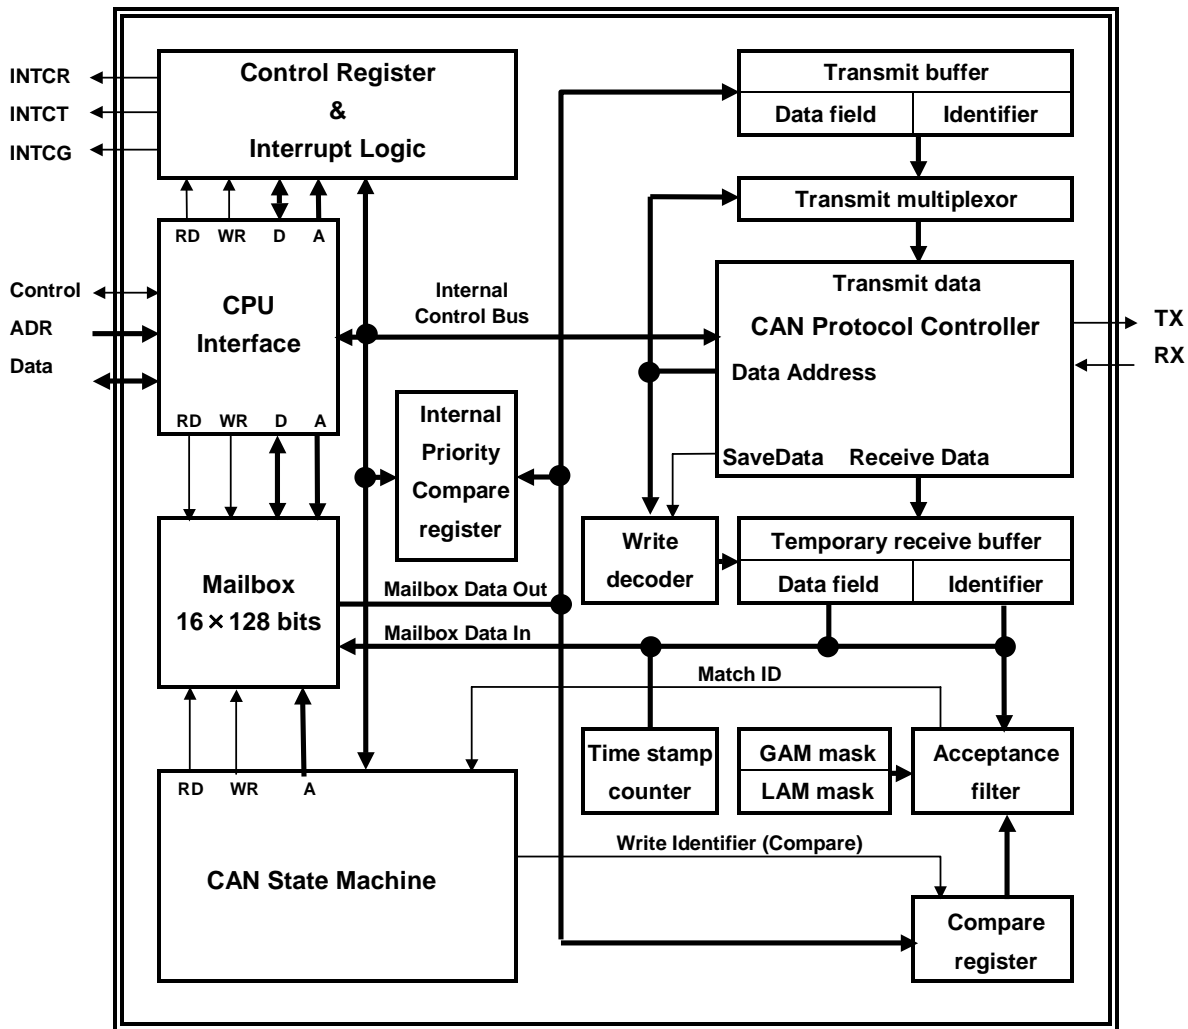 INTCR
INTCT
INTCG
Control Register
&
Interrupt Logic
RD WR D A
Control
ADR
Data
CPU
Interface
RD WR D A
Internal
Control Bus
Transmit buffer
Data field Identifier
Transmit multiplexor
Transmit data
CAN Protocol Controller
Data Address
SaveData Receive Data
TX
RX
Internal
Priority
Compare
register
Write
decoder
Temporary receive buffer
Data field Identifier
Mailbox
16×128 bits
Mailbox Data Out
Mailbox Data In
Match ID
Time stamp
counter
GAM mask
LAM mask
Acceptance
filter
RD WR A
CAN State Machine
Write Identifier (Compare)
Compare
register